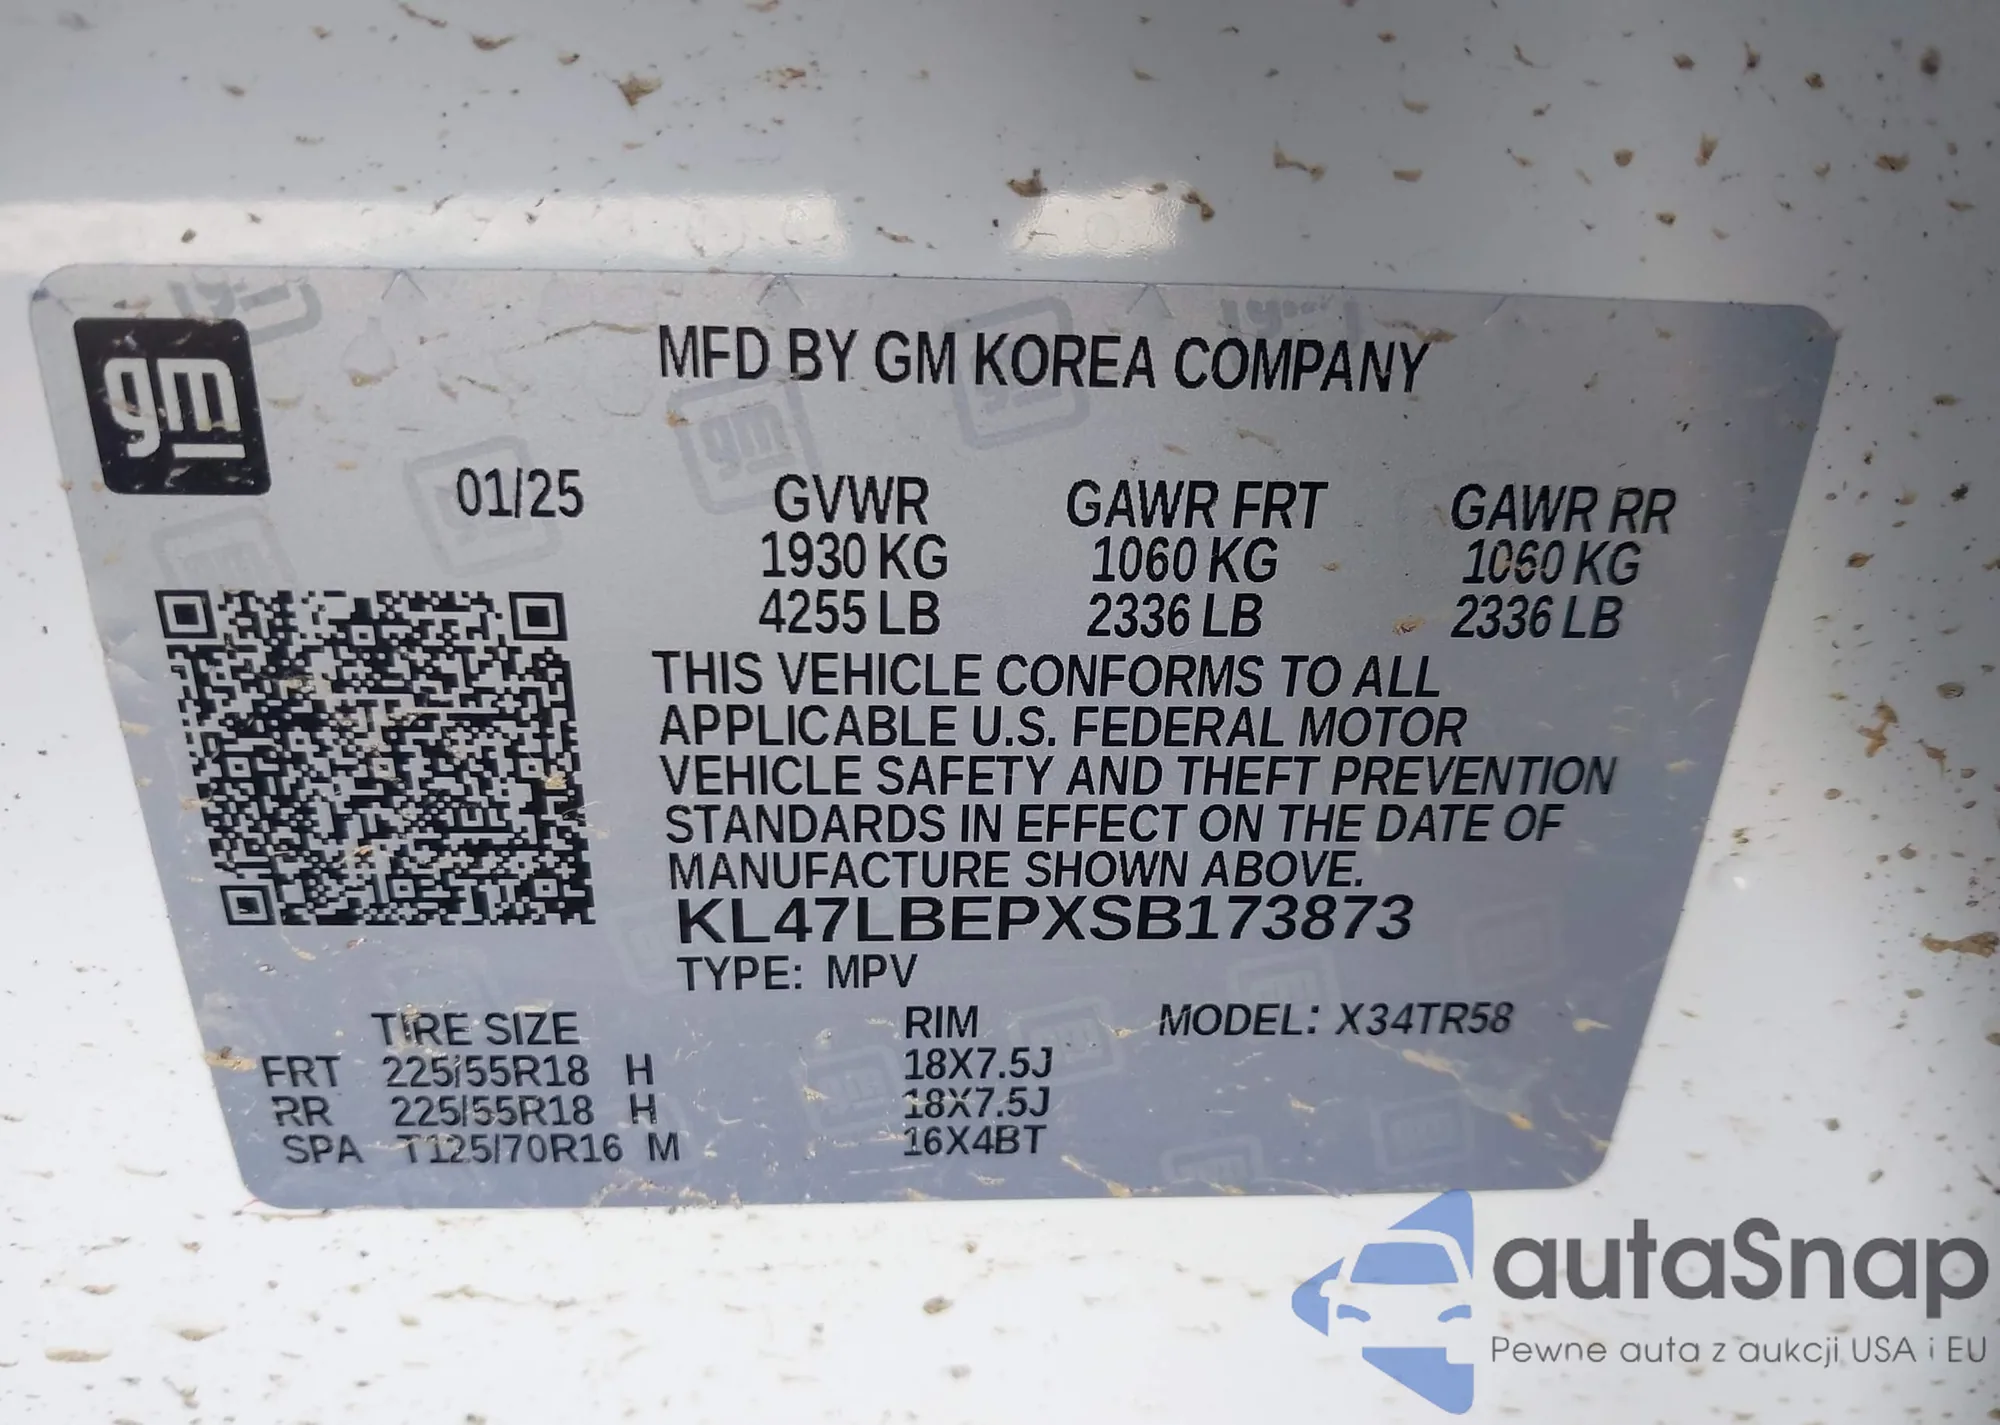 gm
MFD BY GM KOREA COMPANY
01/25 GVWR GAWR FRT GAWR RR
1930 KG 1060 KG 1060 KG
4255 LB 2336 LB 2336 LB
THIS VEHICLE CONFORMS TO ALL
APPLICABLE U.S. FEDERAL MOTOR
VEHICLE SAFETY AND THEFT PREVENTION
STANDARDS IN EFFECT ON THE DATE OF
MANUFACTURE SHOWN ABOVE.
KL47LBEPXSB173873
TYPE: MPV
TIRE SIZE RIM MODEL: X34TR58
FRT 225/55R18 H 18X7.5J
RR 225/55R18 H 18X7.5J
SPA T125/70R16 M 16X4BT
autaSnap
Pewne auta z aukcji USA i EU